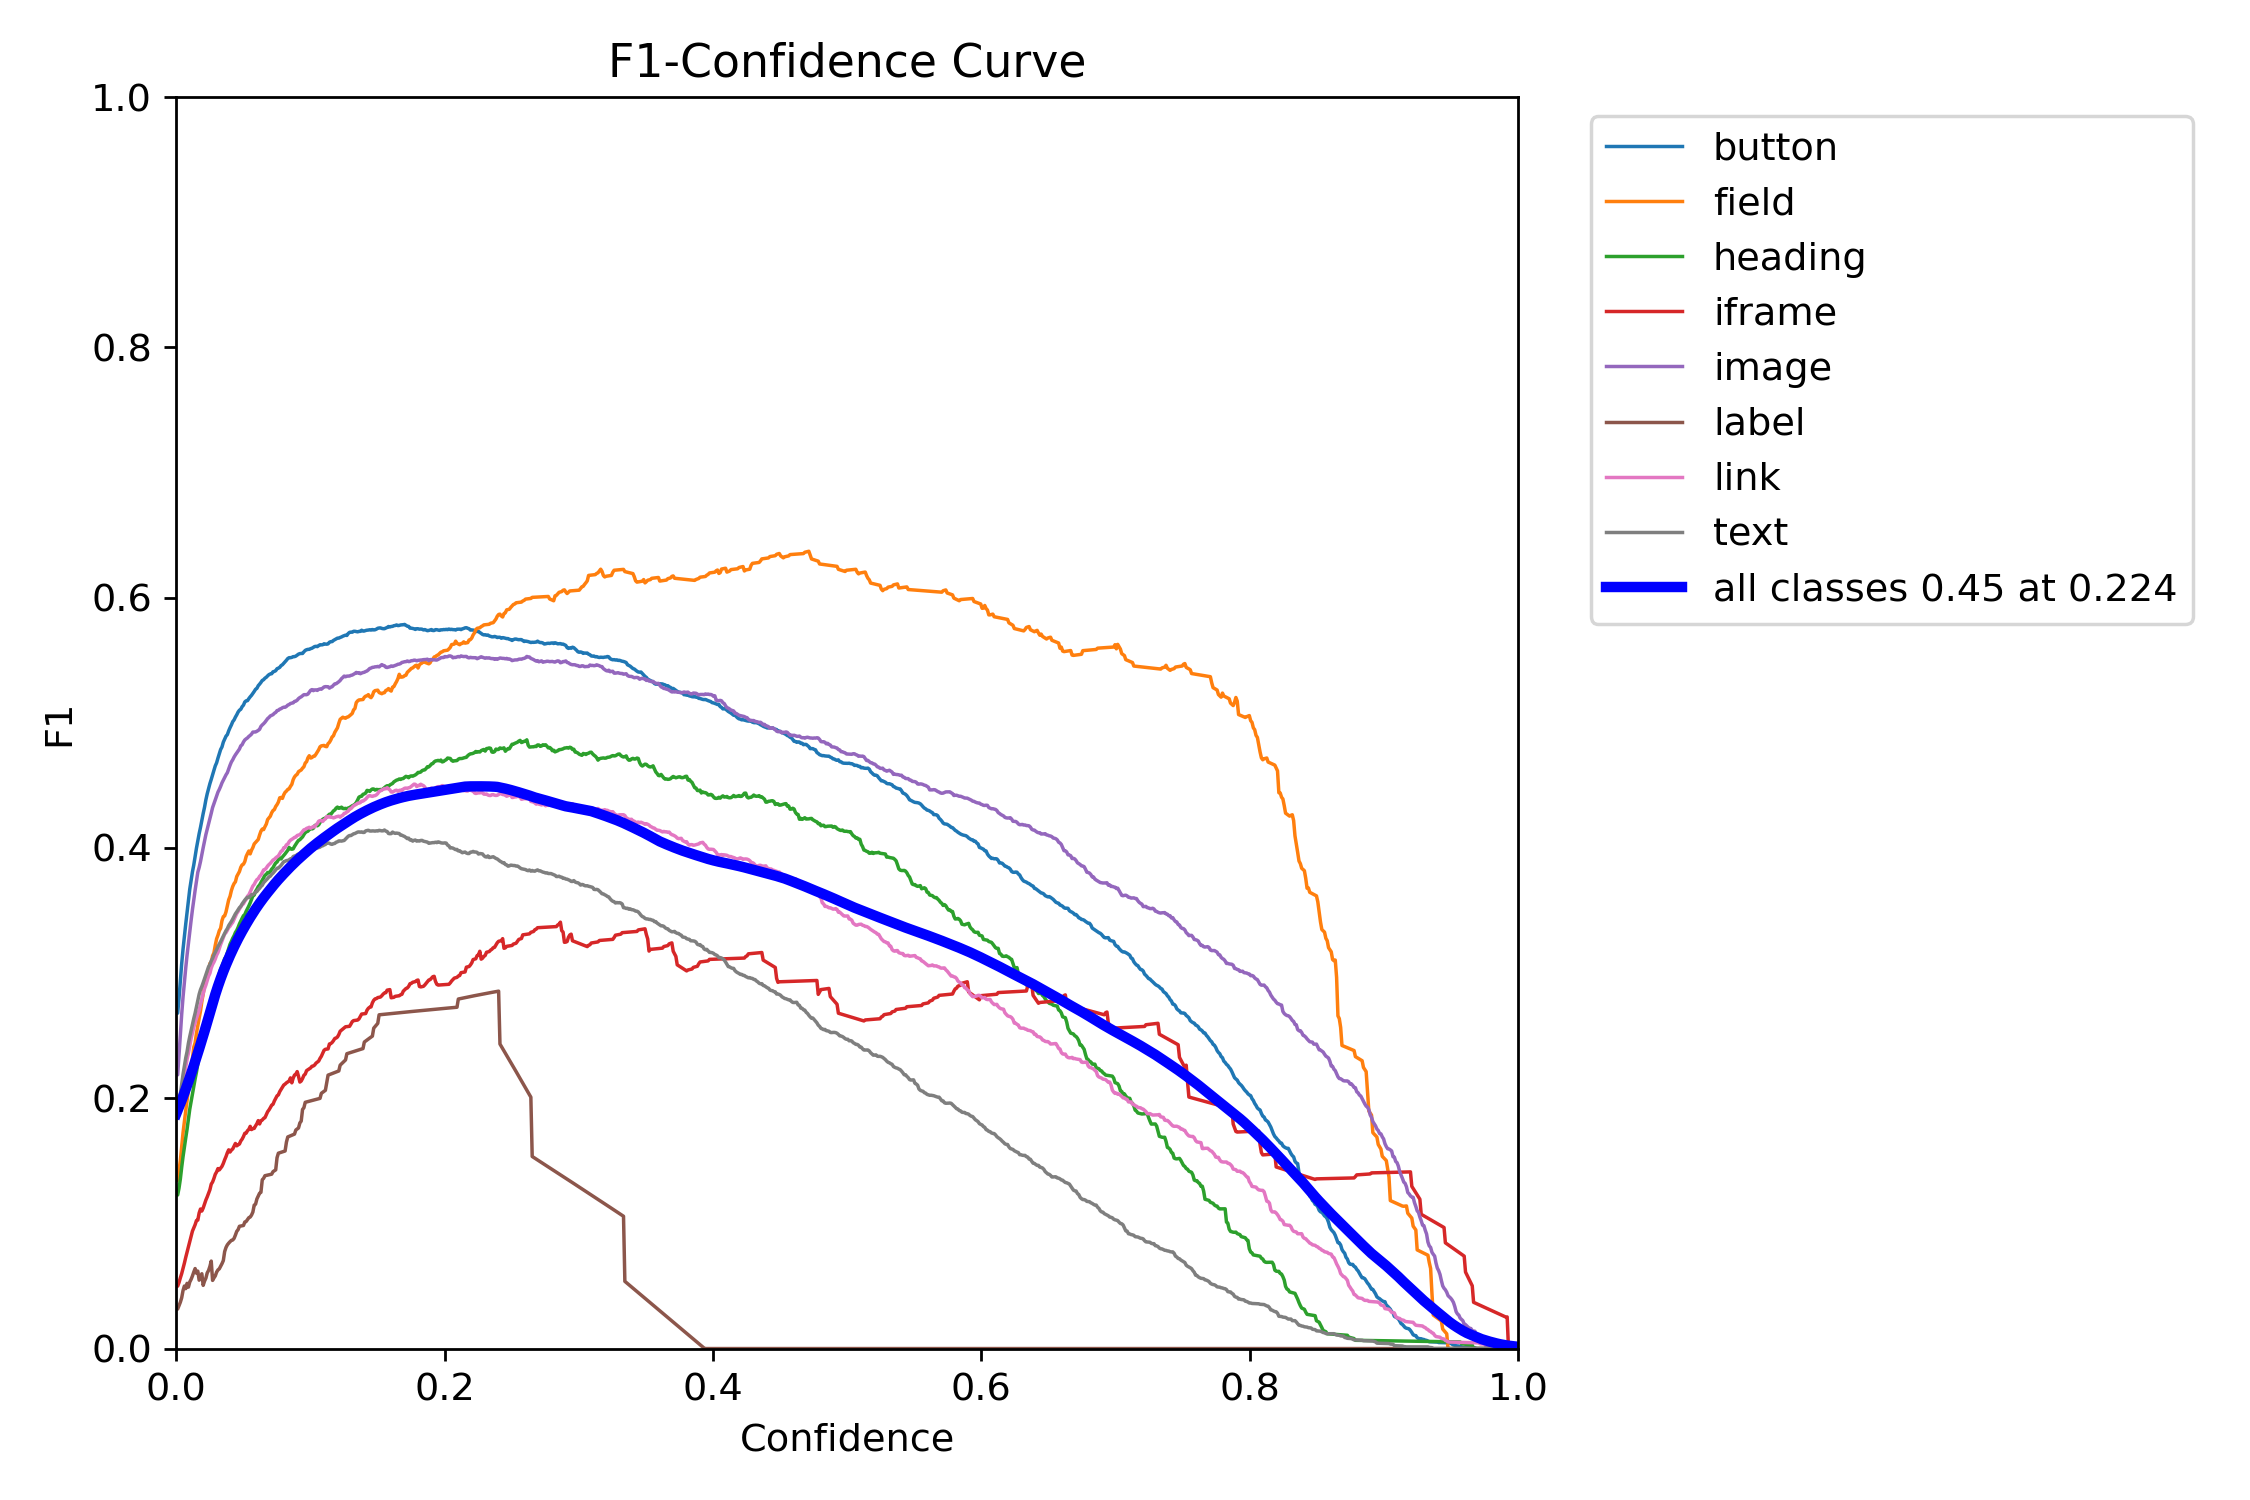 F1-Confidence Curve
1.0
0.8
0.6
0.4
0.2
0.0
F1
0.0 0.2 0.4 0.6 0.8 1.0
Confidence
button
field
heading
iframe
image
label
link
text
all classes 0.45 at 0.224